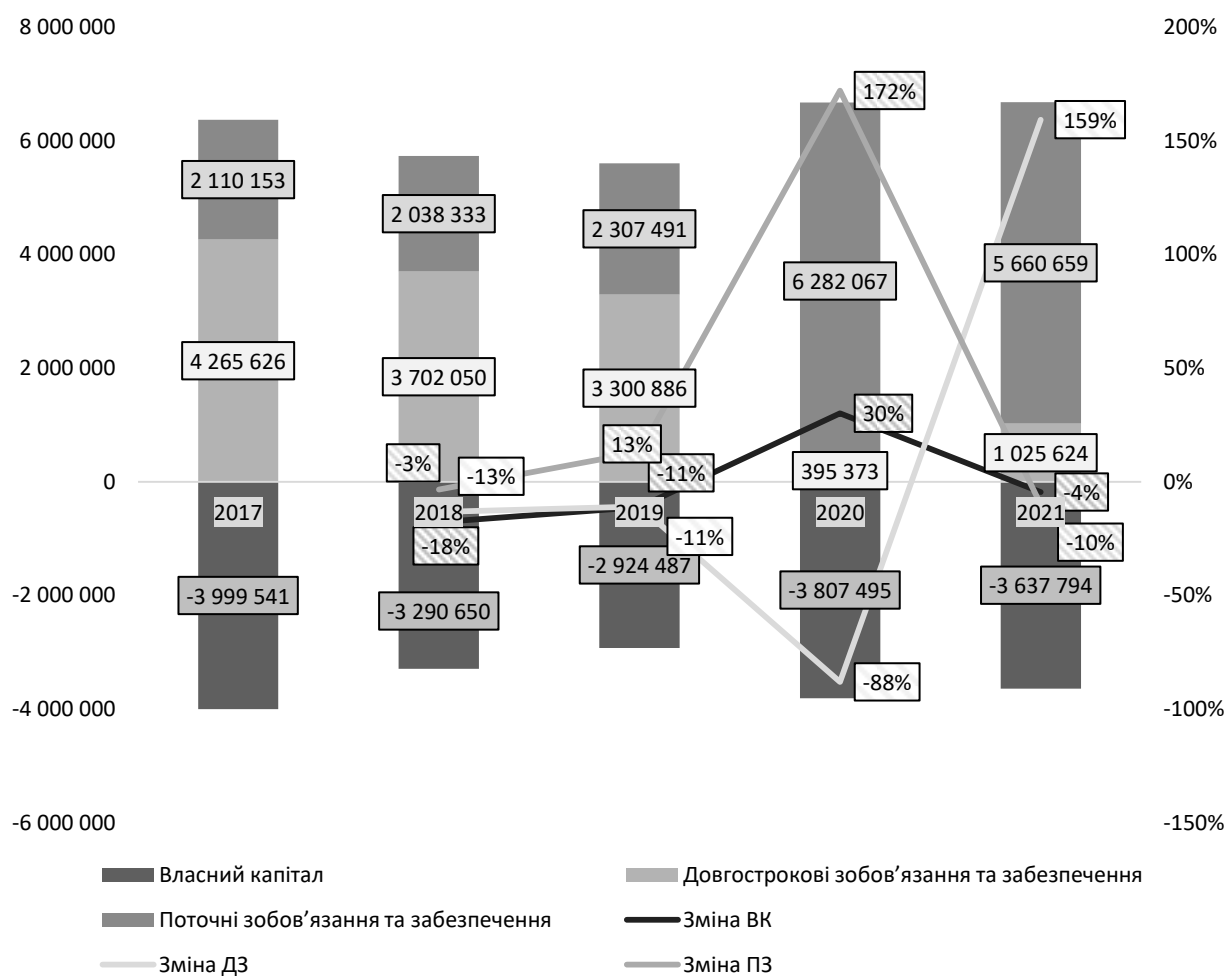 8 000 000
6 000 000
4 000 000
2 000 000
0
-2 000 000
-4 000 000
-6 000 000
200%
150%
100%
50%
0%
-50%
-100%
-150%
2 110 153
2 038 333
2 307 491
6 282 067
5 660 659
4 265 626
3 702 050
3 300 886
395 373
1 025 624
2017
2018
2019
2020
2021
-3 999 541
-3 290 650
-2 924 487
-3 807 495
-3 637 794
172%
159%
30%
13%
-3%
-13%
-11%
-4%
-18%
-11%
-10%
-88%
Власний капітал
Довгострокові зобов’язання та забезпечення
Поточні зобов’язання та забезпечення
Зміна ВК
Зміна ДЗ
Зміна ПЗ